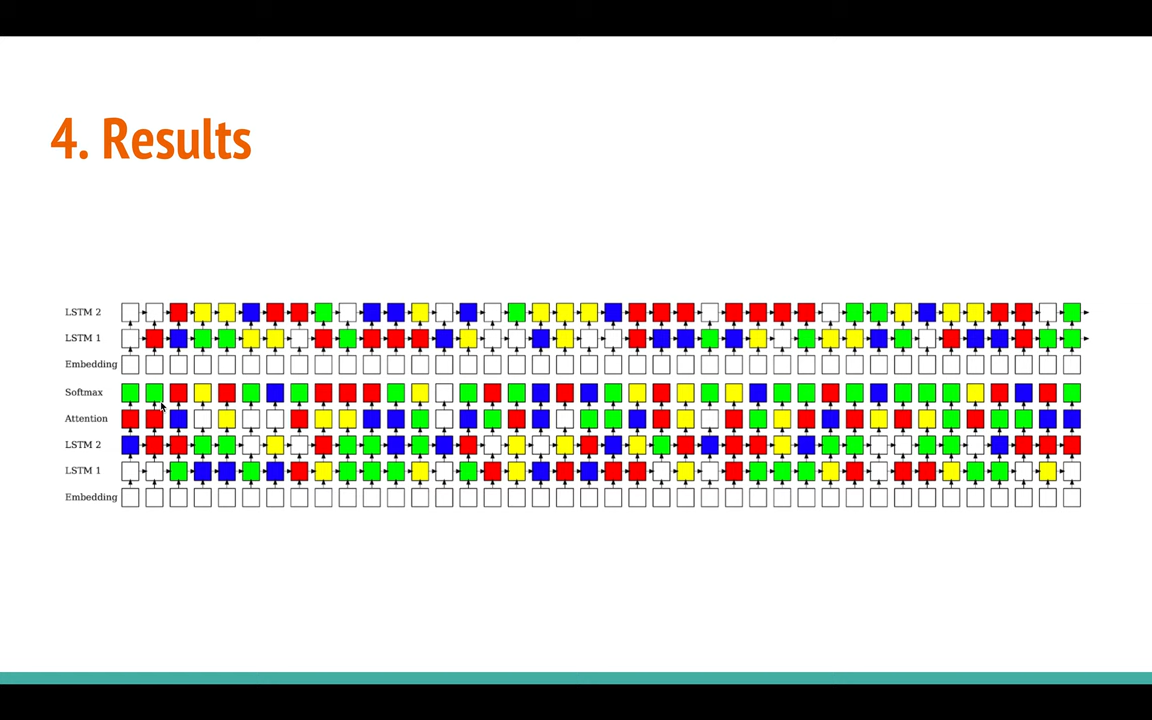 4. Results
LSTM 2
LSTM 1
Embedding
Softmax
Attention
LSTM 2
LSTM 1
Embedding